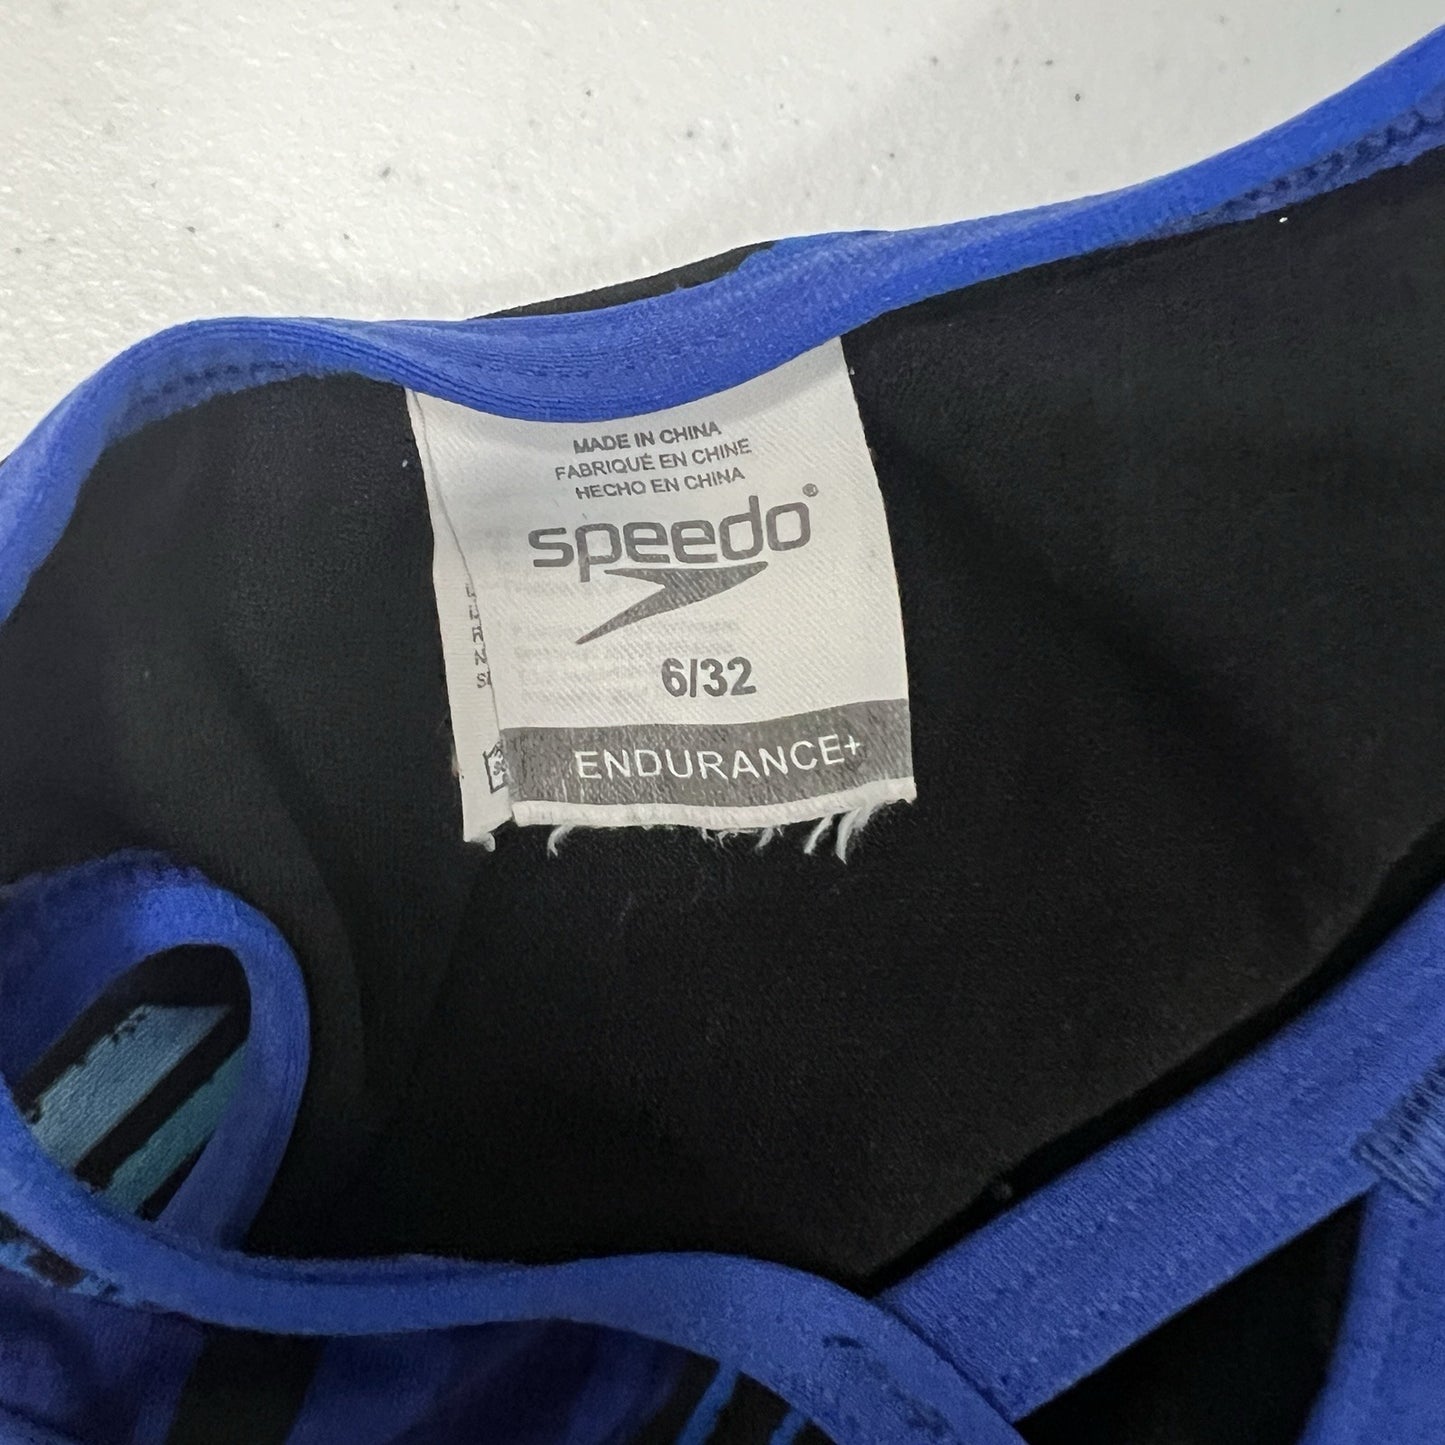 MADE IN CHINA
FABRIQUÉ EN CHINE
HECHO EN CHINA
speedo®
6/32
ENDURANCE+